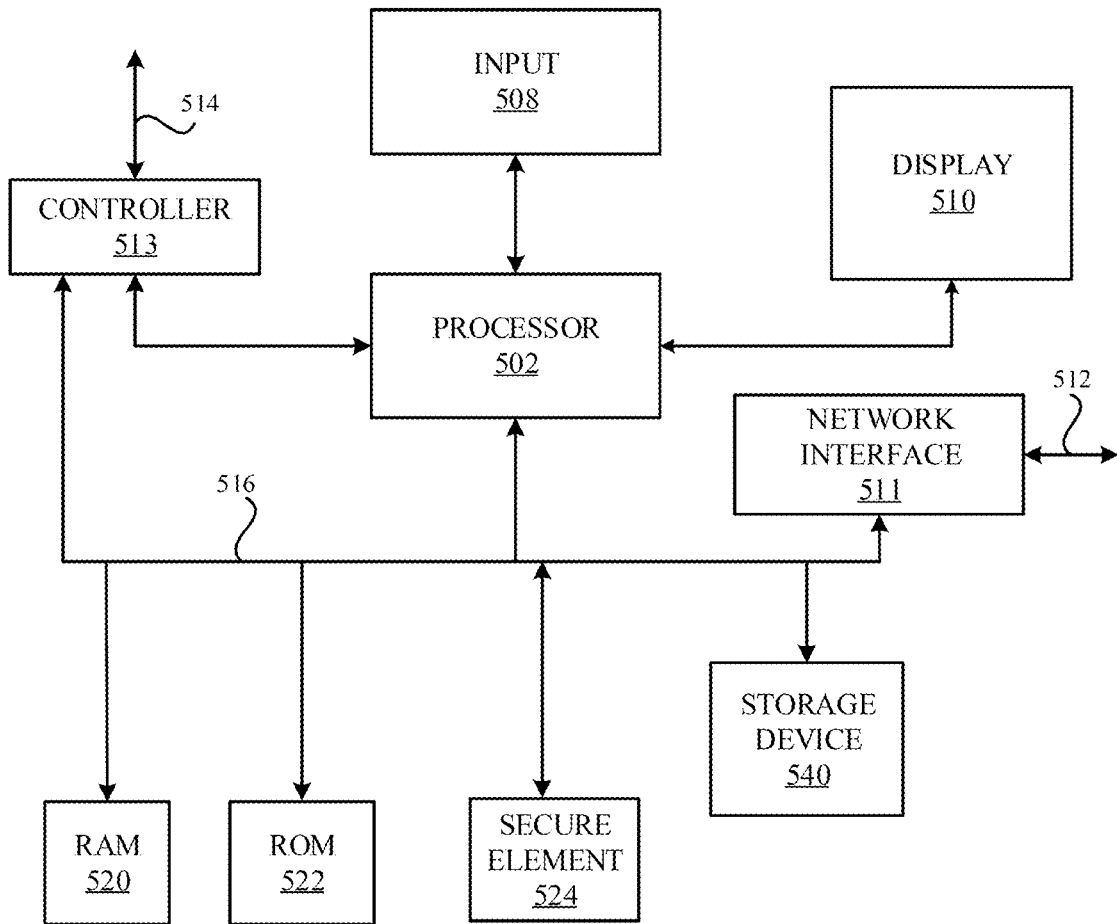 INPUT
508
514
DISPLAY
510
CONTROLLER
513
PROCESSOR
502
512
NETWORK
INTERFACE
511
516
STORAGE
DEVICE
540
RAM
520
ROM
522
SECURE
ELEMENT
524